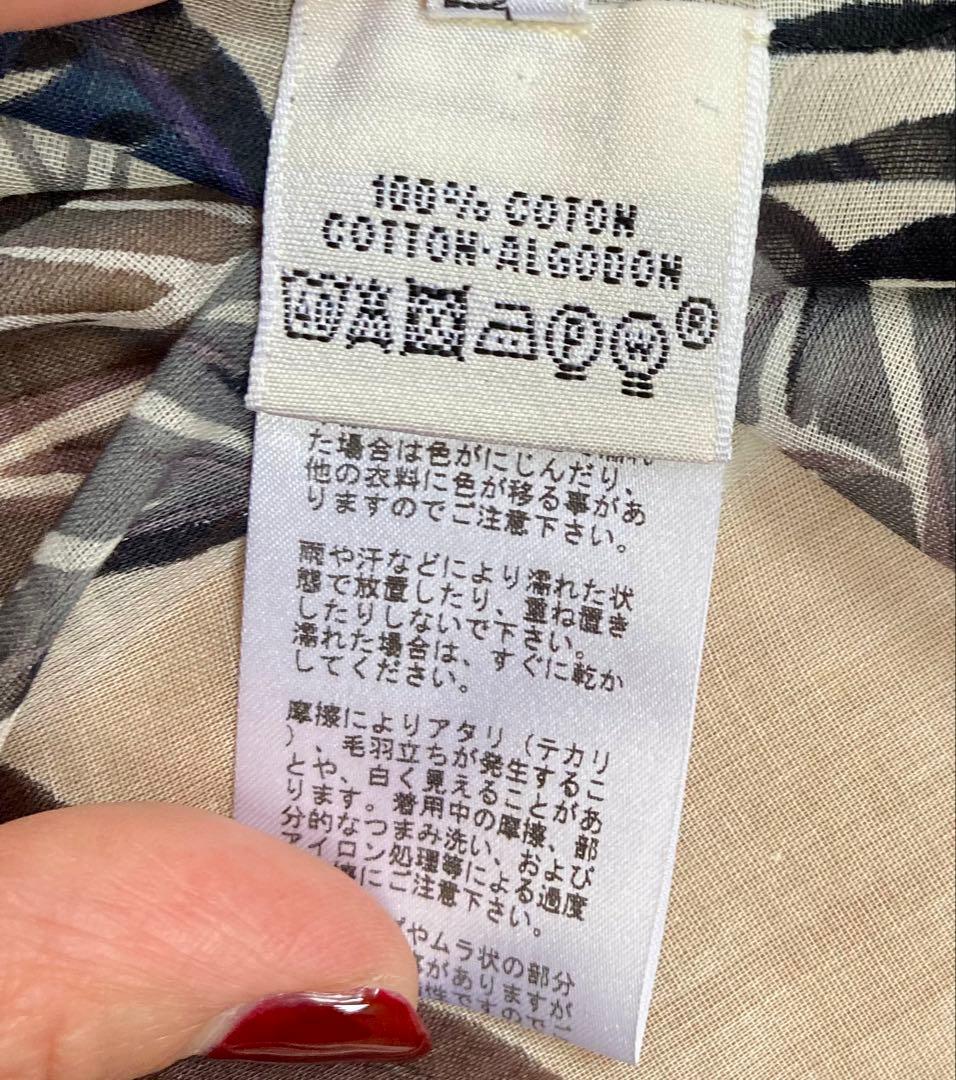 100% COTON
COTTON·ALGODON
P W ®
た場合は色がにじんだり、
他の衣料に色が移る事があ
りますのでご注意下さい。
雨や汗などにより濡れた状
態で放置したり、重ね置き
したりしないで下さい。
濡れた場合は、すぐに乾か
してください。
摩擦によりアタリ（テカリ
）、毛羽立ちが発生するこ
とや、白く見えることがあ
ります。着用中の摩擦、部
分的なつまみ洗い、および
アイロン処理等による過度
にご注意下さい。
やムラ状の部分
がありますが
性ですのでご